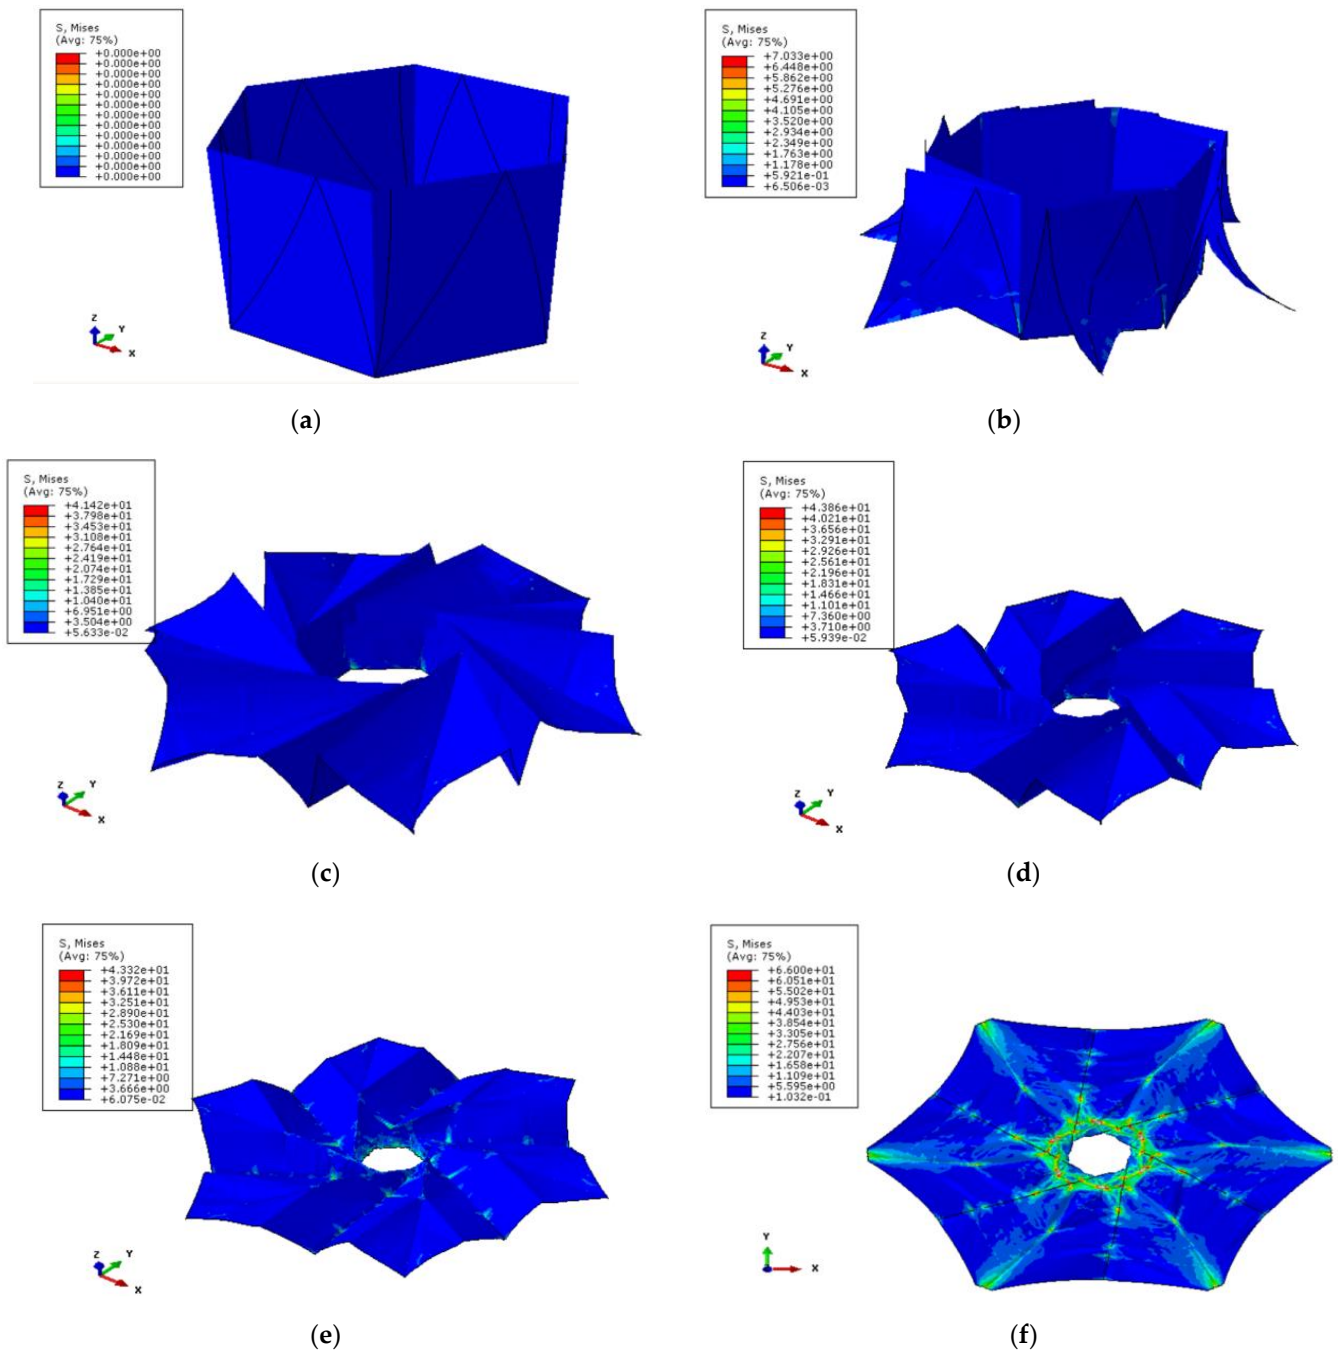 S, Mises
(Avg: 75%)
+0.000e+00
+0.000e+00
+0.000e+00
+0.000e+00
+0.000e+00
+0.000e+00
+0.000e+00
+0.000e+00
+0.000e+00
+0.000e+00
+0.000e+00
+0.000e+00
+0.000e+00
Z
Y
X
(a)
S, Mises
(Avg: 75%)
+7.033e+00
+6.448e+00
+5.862e+00
+5.276e+00
+4.691e+00
+4.105e+00
+3.520e+00
+2.934e+00
+2.349e+00
+1.763e+00
+1.178e+00
+5.921e-01
+6.506e-03
Z
Y
X
(b)
S, Mises
(Avg: 75%)
+4.142e+01
+3.798e+01
+3.453e+01
+3.108e+01
+2.764e+01
+2.419e+01
+2.074e+01
+1.729e+01
+1.385e+01
+1.040e+01
+6.951e+00
+3.504e+00
+5.633e-02
Z
Y
X
(c)
S, Mises
(Avg: 75%)
+4.386e+01
+4.021e+01
+3.656e+01
+3.291e+01
+2.926e+01
+2.561e+01
+2.196e+01
+1.831e+01
+1.466e+01
+1.101e+01
+7.360e+00
+3.710e+00
+5.939e-02
Z
Y
X
(d)
S, Mises
(Avg: 75%)
+4.332e+01
+3.972e+01
+3.611e+01
+3.251e+01
+2.890e+01
+2.530e+01
+2.169e+01
+1.809e+01
+1.448e+01
+1.088e+01
+7.271e+00
+3.666e+00
+6.075e-02
Z
Y
X
(e)
S, Mises
(Avg: 75%)
+6.600e+01
+6.051e+01
+5.502e+01
+4.953e+01
+4.403e+01
+3.854e+01
+3.305e+01
+2.756e+01
+2.207e+01
+1.658e+01
+1.109e+01
+5.595e+00
+1.032e-01
Y
X
(f)